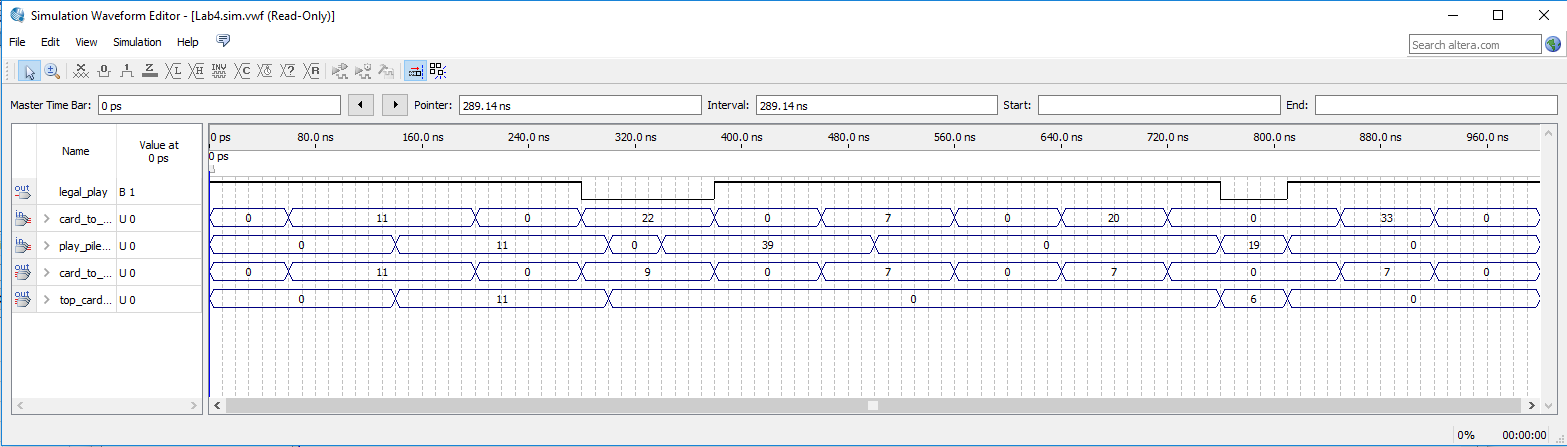 Simulation Waveform Editor - [Lab4.sim.vwf (Read-Only)]
File Edit View Simulation Help
Search altera.com
Master Time Bar: 0 ps Pointer: 289.14 ns Interval: 289.14 ns Start: End:
Name Value at 0 ps
0 ps 80.0 ns 160.0 ns 240.0 ns 320.0 ns 400.0 ns 480.0 ns 560.0 ns 640.0 ns 720.0 ns 800.0 ns 880.0 ns 960.0 ns
0 ps
out legal_play B 1
in card_to_... U 0 0 11 0 22 0 7 0 20 0 33 0
in play_pile... U 0 0 11 0 39 0 19 0
out card_to_... U 0 0 11 0 9 0 7 0 7 0 7 0
out top_card... U 0 0 11 0 6 0
0% 00:00:00